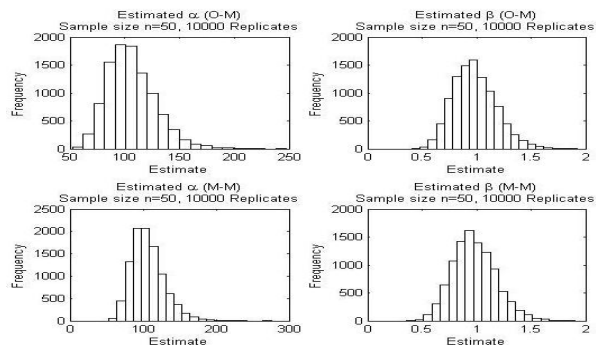 Estimated α (O-M)
Sample size n=50, 10000 Replicates
2000
1500
1000
500
0
Frequency
50
100
150
200
250
Estimate
Estimated β (O-M)
Sample size n=50, 10000 Replicates
2000
1500
1000
500
0
Frequency
0
0.5
1
1.5
2
Estimate
Estimated α (M-M)
Sample size n=50, 10000 Replicates
2500
2000
1500
1000
500
0
Frequency
0
100
200
300
Estimate
Estimated β (M-M)
Sample size n=50, 10000 Replicates
2000
1500
1000
500
0
Frequency
0
0.5
1
1.5
2
Estimate